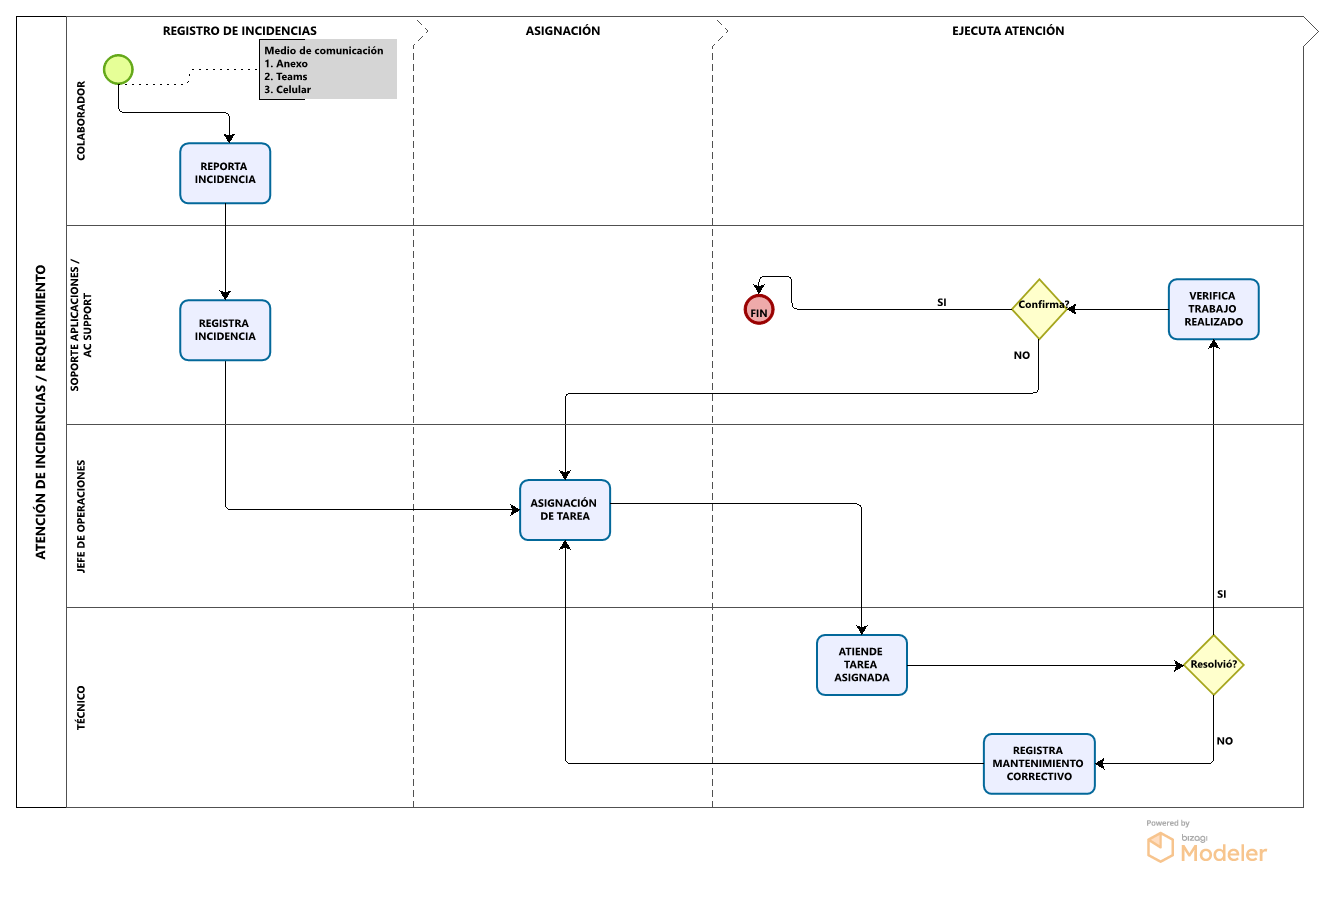 ATENCIÓN DE INCIDENCIAS / REQUERIMIENTO
REGISTRO DE INCIDENCIAS
ASIGNACIÓN
EJECUTA ATENCIÓN
COLABORADOR
Medio de comunicación
1. Anexo
2. Teams
3. Celular
REPORTA
INCIDENCIA
SOPORTE APLICACIONES /
AC SUPPORT
REGISTRA
INCIDENCIA
FIN
SI
Confirma?
NO
VERIFICA
TRABAJO
REALIZADO
JEFE DE OPERACIONES
ASIGNACIÓN
DE TAREA
SI
TÉCNICO
ATIENDE
TAREA
ASIGNADA
Resolvió?
NO
REGISTRA
MANTENIMIENTO
CORRECTIVO
Powered by
bizagi
Modeler